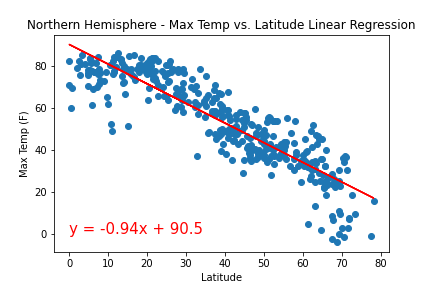 Northern Hemisphere - Max Temp vs. Latitude Linear Regression
Max Temp (F)
80
60
40
20
0
y = -0.94x + 90.5
0 10 20 30 40 50 60 70 80
Latitude